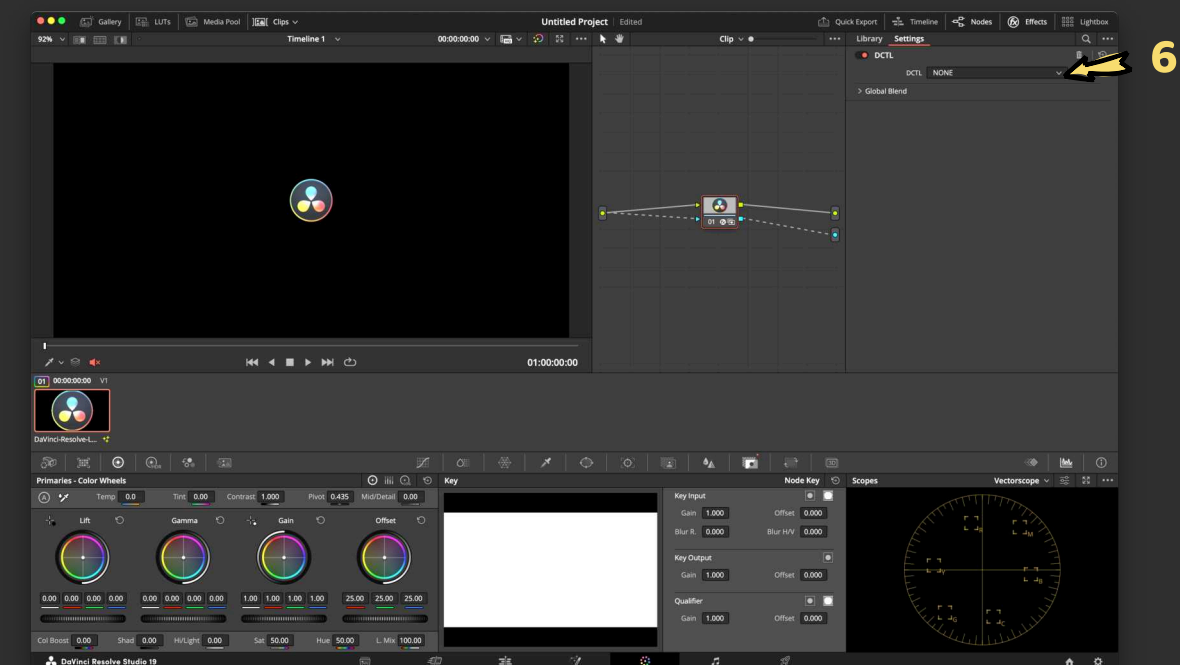 Gallery LUTs Media Pool Clips Untitled Project Edited Quick Export Timeline Nodes Effects Lightbox
92% Timeline 1 00:00:00:00 Clip Library Settings
DCTL
6
DCTL NONE
Global Blend
01
01:00:00:00
01 00:00:00:00 V1
DaVinci-Resolve-L...
Primaries - Color Wheels Key Node Key Scopes Vectorscope
Temp 0.0 Tint 0.00 Contrast 1.000 Pivot 0.435 Mid/Detail 0.00
Key Input
Gain 1.000 Offset 0.000
Lift Gamma Gain Offset
Blur R. 0.000 Blur H/V 0.000
Key Output
Gain 1.000 Offset 0.000
0.00 0.00 0.00 0.00 0.00 0.00 0.00 0.00 1.00 1.00 1.00 1.00 25.00 25.00 25.00
Qualifier
Gain 1.000 Offset 0.000
Col Boost 0.00 Shad 0.00 Hi/Light 0.00 Sat 50.00 Hue 50.00 L. Mix 100.00
R
M
Y
B
G
C
DaVinci Resolve Studio 19